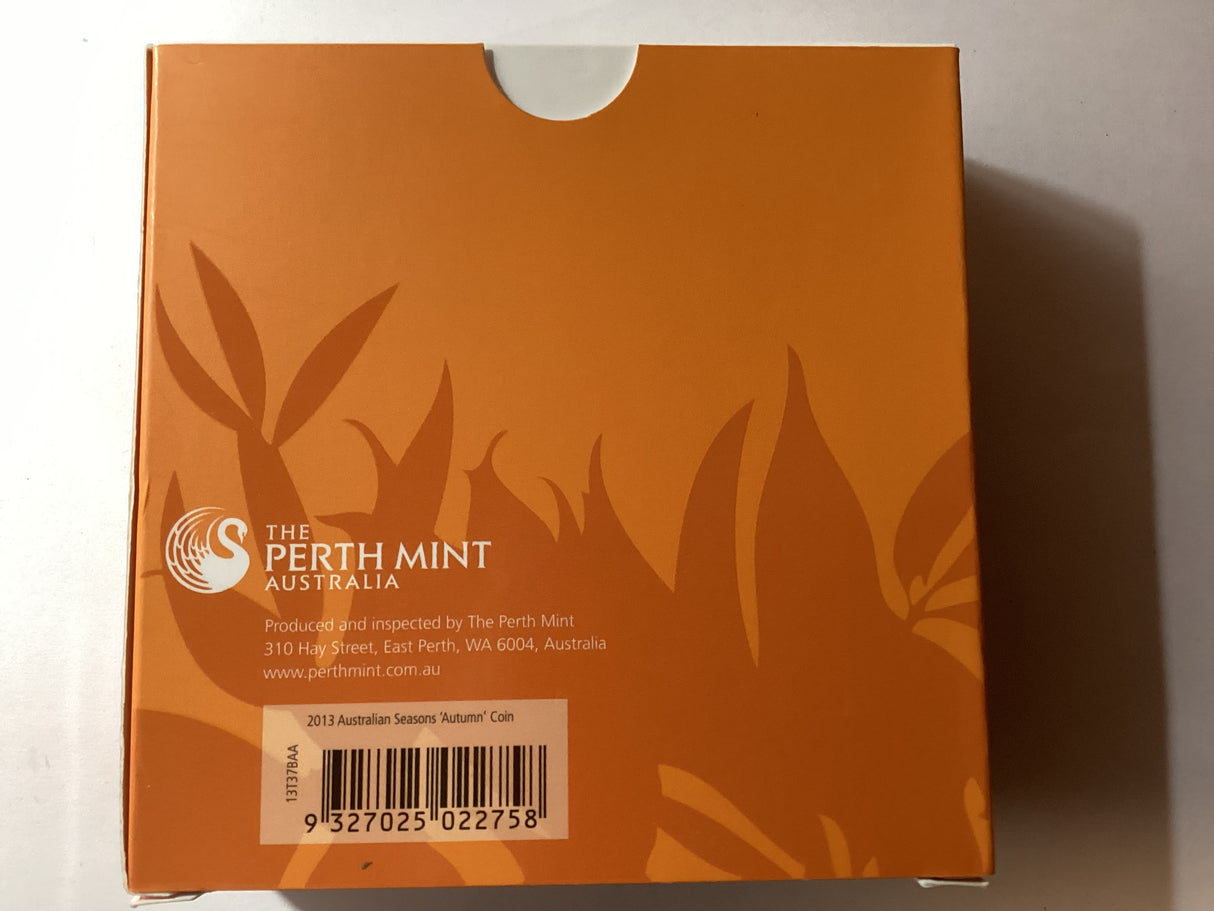 THE
PERTH MINT
AUSTRALIA
Produced and inspected by The Perth Mint
310 Hay Street, East Perth, WA 6004, Australia
www.perthmint.com.au
2013 Australian Seasons ‘Autumn’ Coin
13T37BAA
9 327025 022758